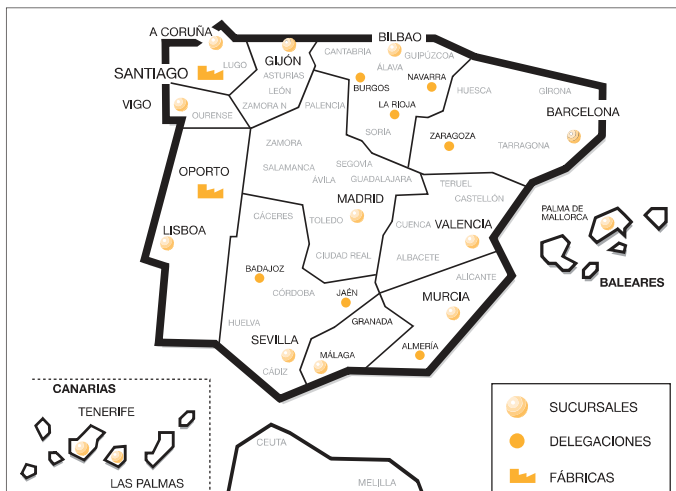 A CORUÑA
BILBAO
CANTABRIA
GUIPÚZCOA
GIJÓN
LUGO
ÁLAVA
SANTIAGO
ASTURIAS
NAVARRA
BURGOS
LEÓN
HUESCA
GIRONA
VIGO
ZAMORA N
PALENCIA
LA RIOJA
BARCELONA
OURENSE
SORÍA
ZARAGOZA
ZAMORA
TARRAGONA
SEGOVÍA
OPORTO
SALAMANCA
ÁVILA
GUADALAJARA
TERUEL
MADRID
CASTELLÓN
CÁCERES
TOLEDO
CUENCA
VALENCIA
PALMA DE
MALLORCA
LISBOA
CIUDAD REAL
ALBACETE
BADAJOZ
ALICANTE
BALEARES
CÓRDOBA
JAÉN
MURCIA
HUELVA
GRANADA
SEVILLA
MÁLAGA
ALMERÍA
CÁDIZ
CANARIAS
TENERIFE
LAS PALMAS
CEUTA
MELILLA
SUCURSALES
DELEGACIONES
FÁBRICAS